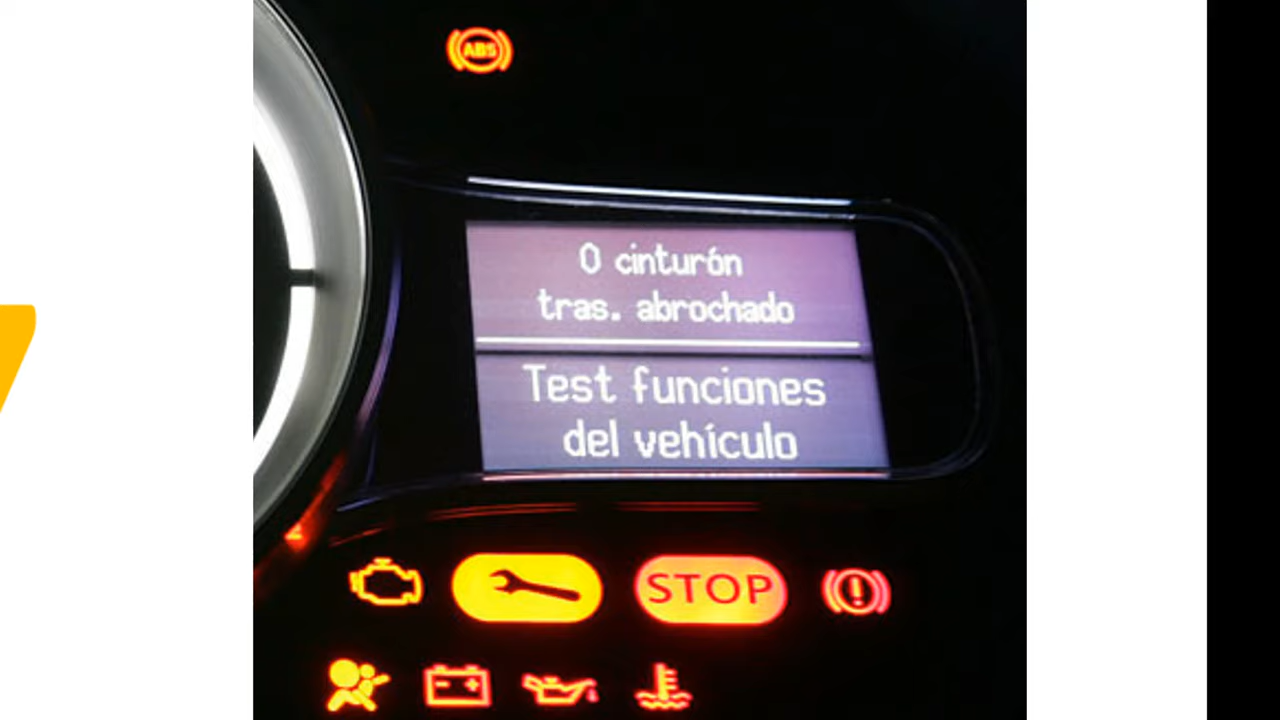 ABS
0 cinturón
tras. abrochado
Test funciones
del vehículo
STOP